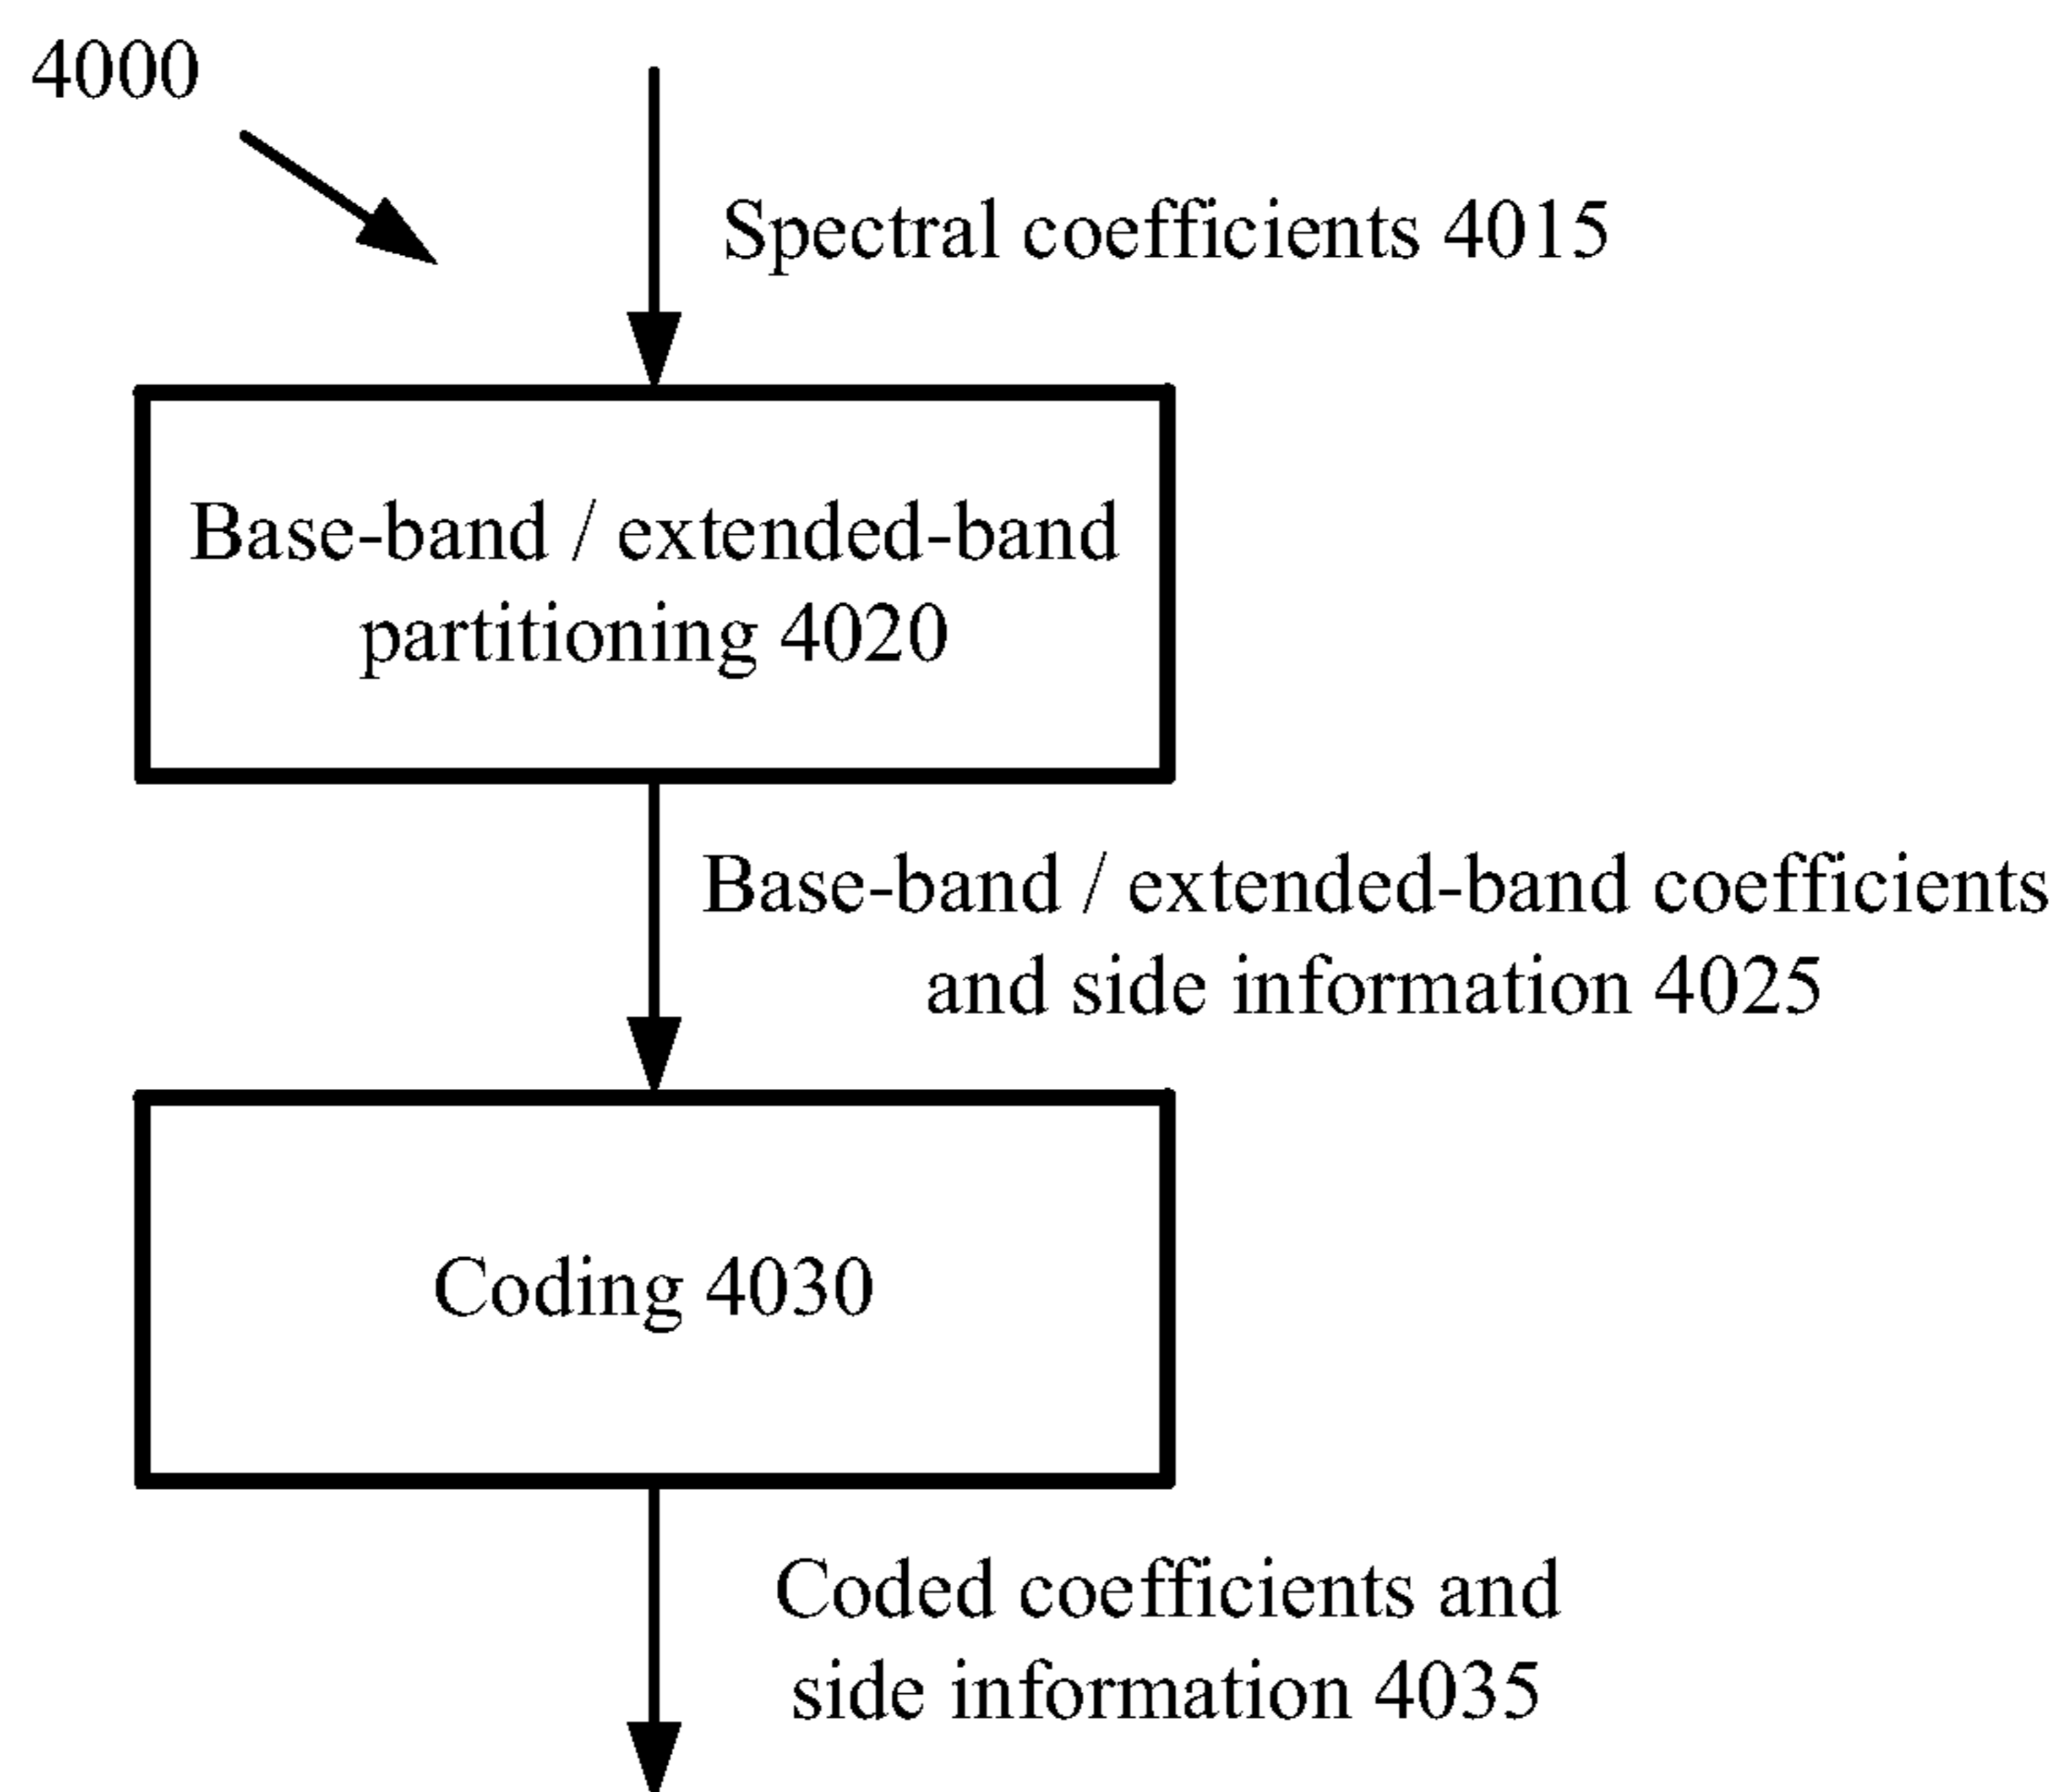 4000
Spectral coefficients 4015
Base-band / extended-band
partitioning 4020
Base-band / extended-band coefficients
and side information 4025
Coding 4030
Coded coefficients and
side information 4035